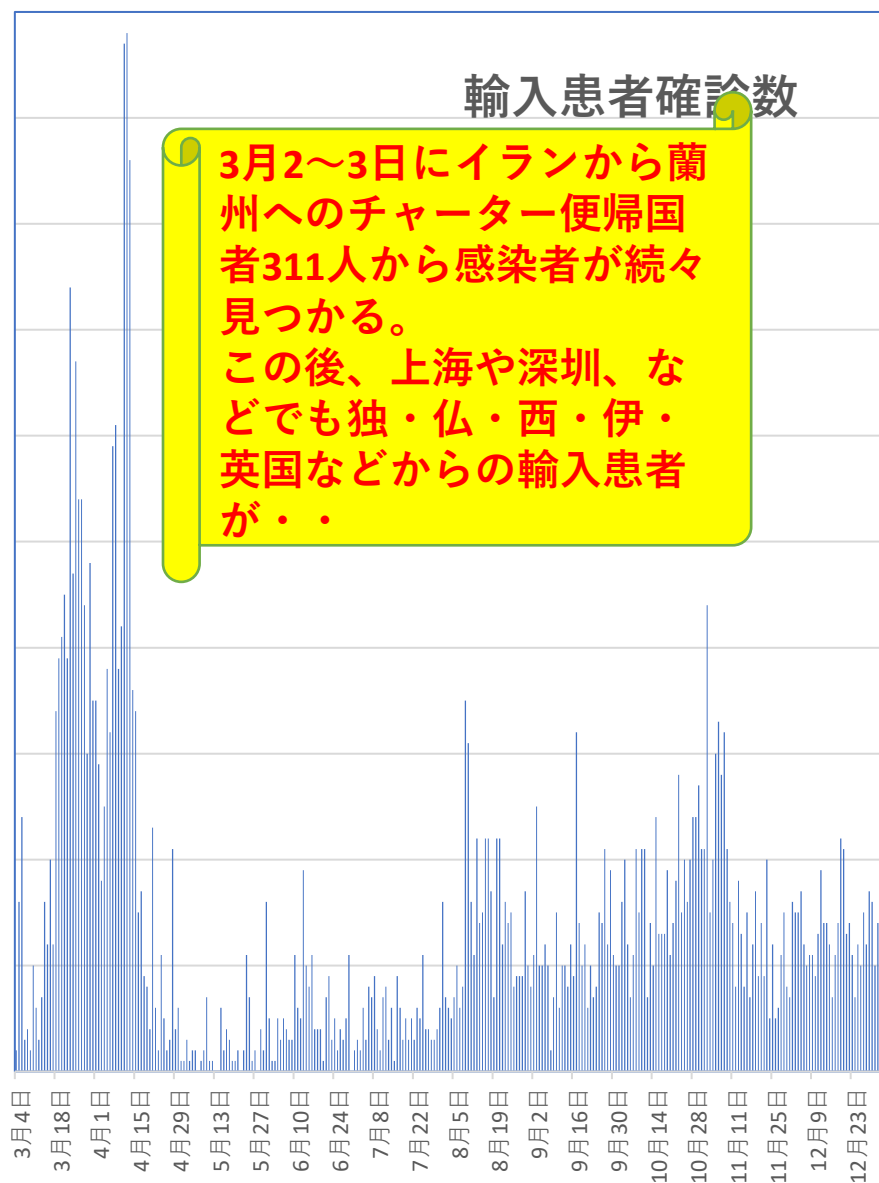 輸入患者確診数
3月2～3日にイランから蘭
州へのチャーター便帰国
者311人から感染者が続々
見つかる。
この後、上海や深圳、な
どでも独・仏・西・伊・
英国などからの輸入患者
が・・
3月4日
3月18日
4月1日
4月15日
4月29日
5月13日
5月27日
6月10日
6月24日
7月8日
7月22日
8月5日
8月19日
9月2日
9月16日
9月30日
10月14日
10月28日
11月11日
11月25日
12月9日
12月23日